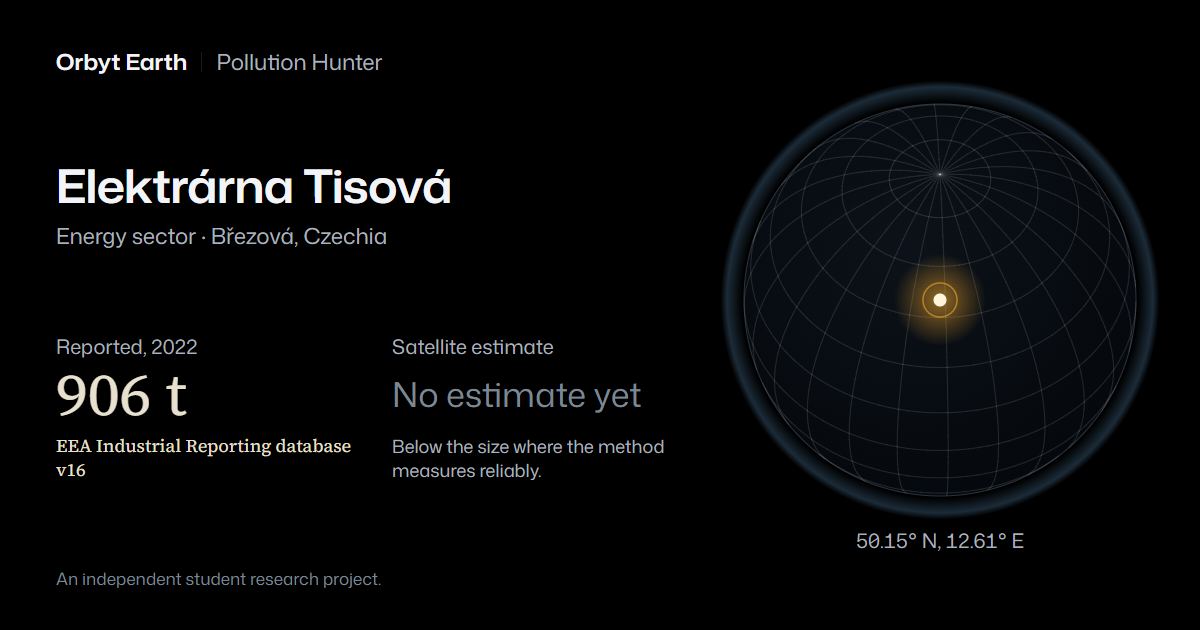 Orbyt Earth | Pollution Hunter
Elektrárna Tisová
Energy sector · Březová, Czechia
Reported, 2022
906 t
EEA Industrial Reporting database
v16
Satellite estimate
No estimate yet
Below the size where the method
measures reliably.
50.15° N, 12.61° E
An independent student research project.